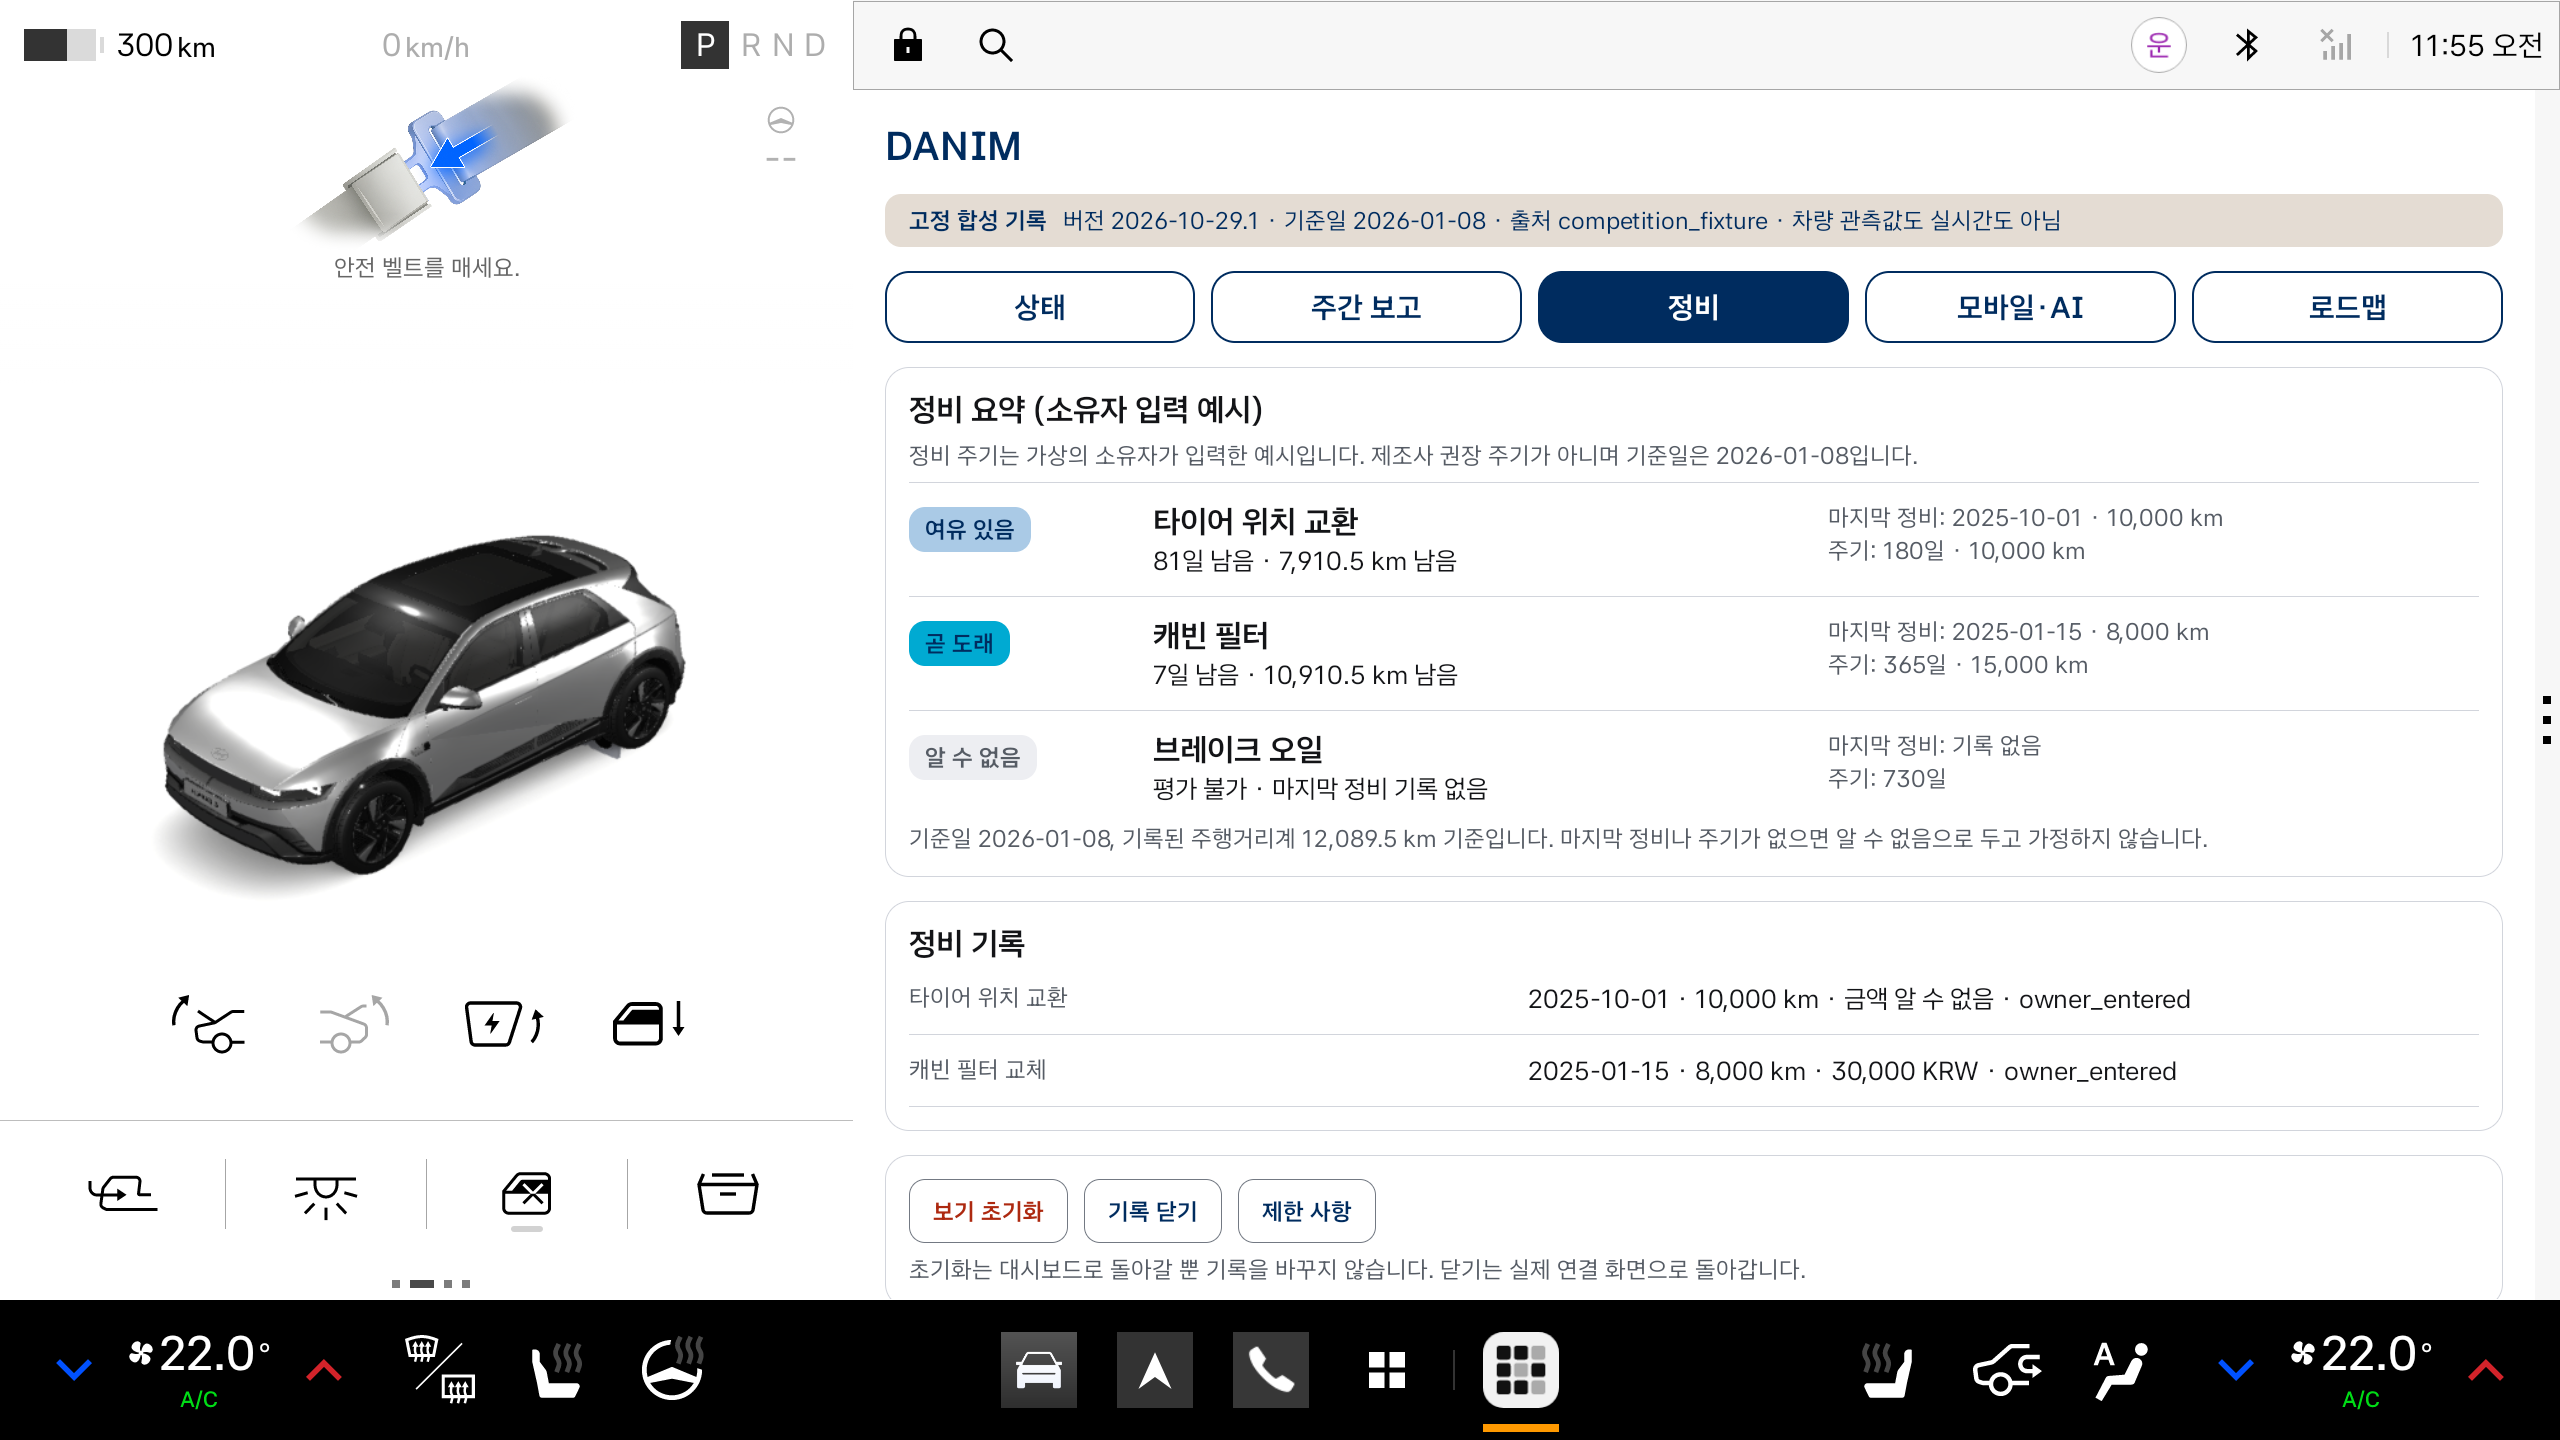 300 km
0 km/h
P R N D
운
11:55 오전
안전 벨트를 매세요.
DANIM
고정 합성 기록 버전 2026-10-29.1 · 기준일 2026-01-08 · 출처 competition_fixture · 차량 관측값도 실시간도 아님
상태
주간 보고
정비
모바일·AI
로드맵
정비 요약 (소유자 입력 예시)
정비 주기는 가상의 소유자가 입력한 예시입니다. 제조사 권장 주기가 아니며 기준일은 2026-01-08입니다.
여유 있음
타이어 위치 교환
81일 남음 · 7,910.5 km 남음
마지막 정비: 2025-10-01 · 10,000 km
주기: 180일 · 10,000 km
곧 도래
캐빈 필터
7일 남음 · 10,910.5 km 남음
마지막 정비: 2025-01-15 · 8,000 km
주기: 365일 · 15,000 km
알 수 없음
브레이크 오일
평가 불가 · 마지막 정비 기록 없음
마지막 정비: 기록 없음
주기: 730일
기준일 2026-01-08, 기록된 주행거리계 12,089.5 km 기준입니다. 마지막 정비나 주기가 없으면 알 수 없음으로 두고 가정하지 않습니다.
정비 기록
타이어 위치 교환
2025-10-01 · 10,000 km · 금액 알 수 없음 · owner_entered
캐빈 필터 교체
2025-01-15 · 8,000 km · 30,000 KRW · owner_entered
보기 초기화
기록 닫기
제한 사항
초기화는 대시보드로 돌아갈 뿐 기록을 바꾸지 않습니다. 닫기는 실제 연결 화면으로 돌아갑니다.
22.0°
A/C
A
22.0°
A/C